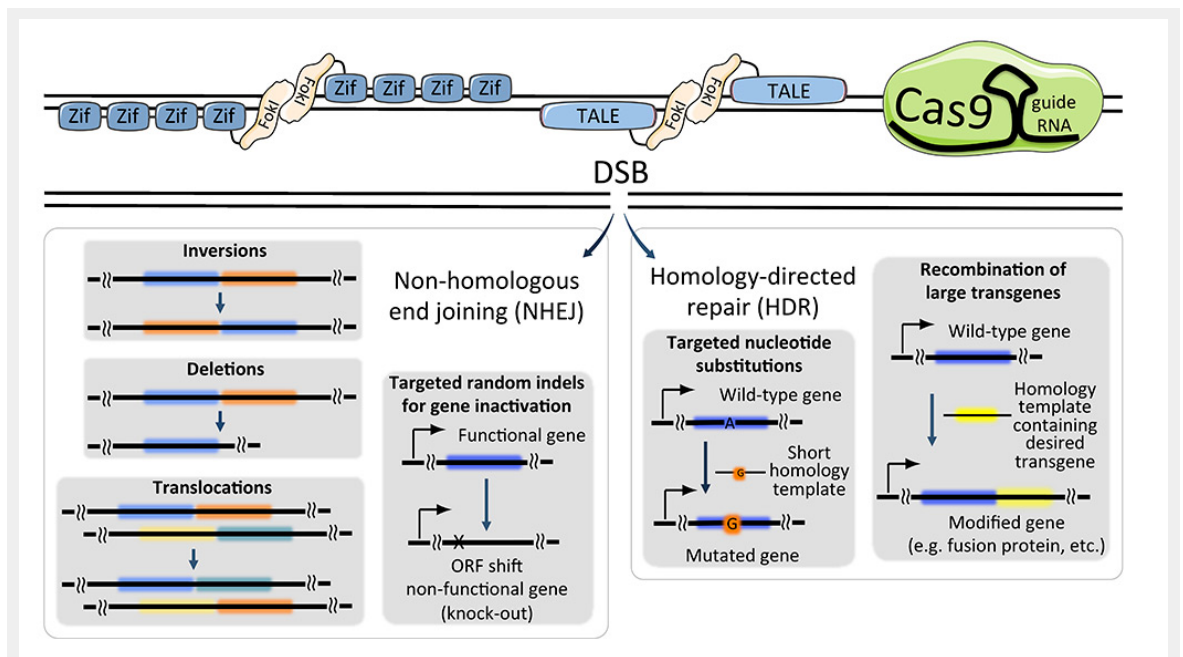 Zif Zif Zif Zif
FokI
FokI
Zif Zif Zif Zif
TALE
FokI
FokI
TALE
Cas9
guide
RNA
DSB
Non-homologous
end joining (NHEJ)
Inversions
Deletions
Translocations
Targeted random indels
for gene inactivation
Functional gene
X
ORF shift
non-functional gene
(knock-out)
Homology-directed
repair (HDR)
Targeted nucleotide
substitutions
Wild-type gene
A
Short
homology
template
G
G
Mutated gene
Recombination of
large transgenes
Wild-type gene
Homology
template
containing
desired
transgene
Modified gene
(e.g. fusion protein, etc.)